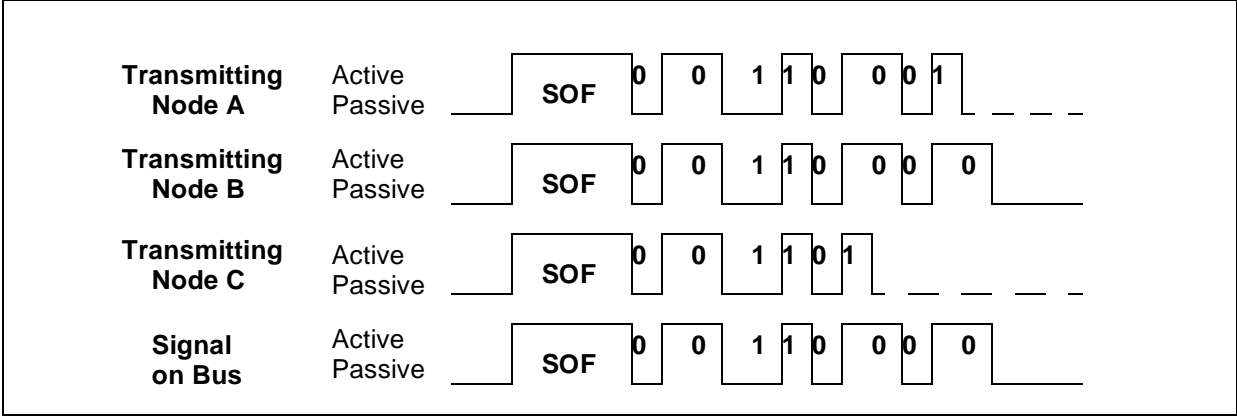 Transmitting Active 0 0 1 1 0 0 0 1
Node A Passive SOF
Transmitting Active 0 0 1 1 0 0 0 0
Node B Passive SOF
Transmitting Active 0 0 1 1 0 1
Node C Passive SOF
Signal Active 0 0 1 1 0 0 0 0
on Bus Passive SOF